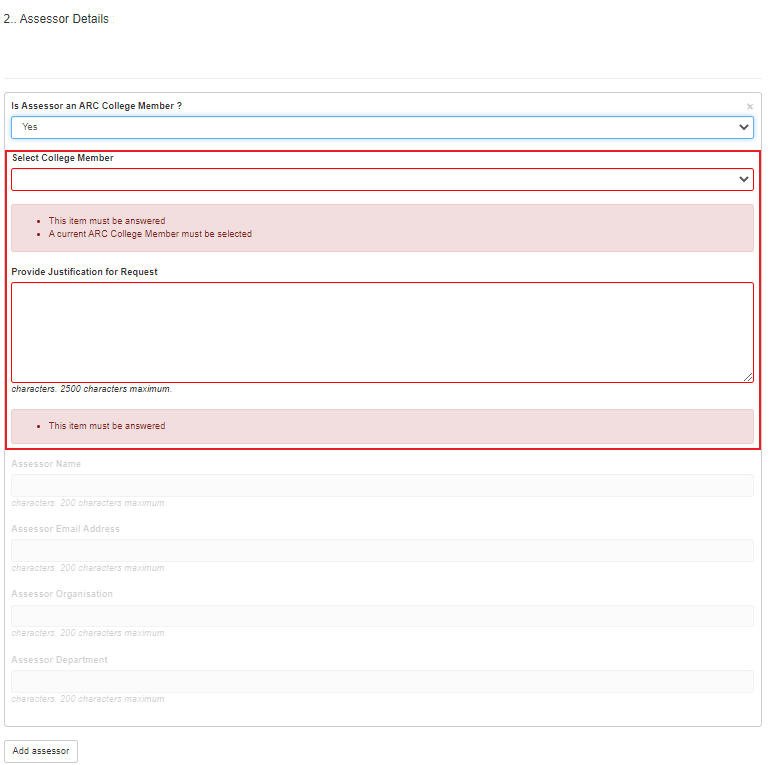 2.. Assessor Details
Is Assessor an ARC College Member ?
x
Yes
Select College Member
• This item must be answered
• A current ARC College Member must be selected
Provide Justification for Request
characters. 2500 characters maximum.
• This item must be answered
Assessor Name
characters. 200 characters maximum.
Assessor Email Address
characters. 200 characters maximum.
Assessor Organisation
characters. 200 characters maximum.
Assessor Department
characters. 200 characters maximum.
Add assessor